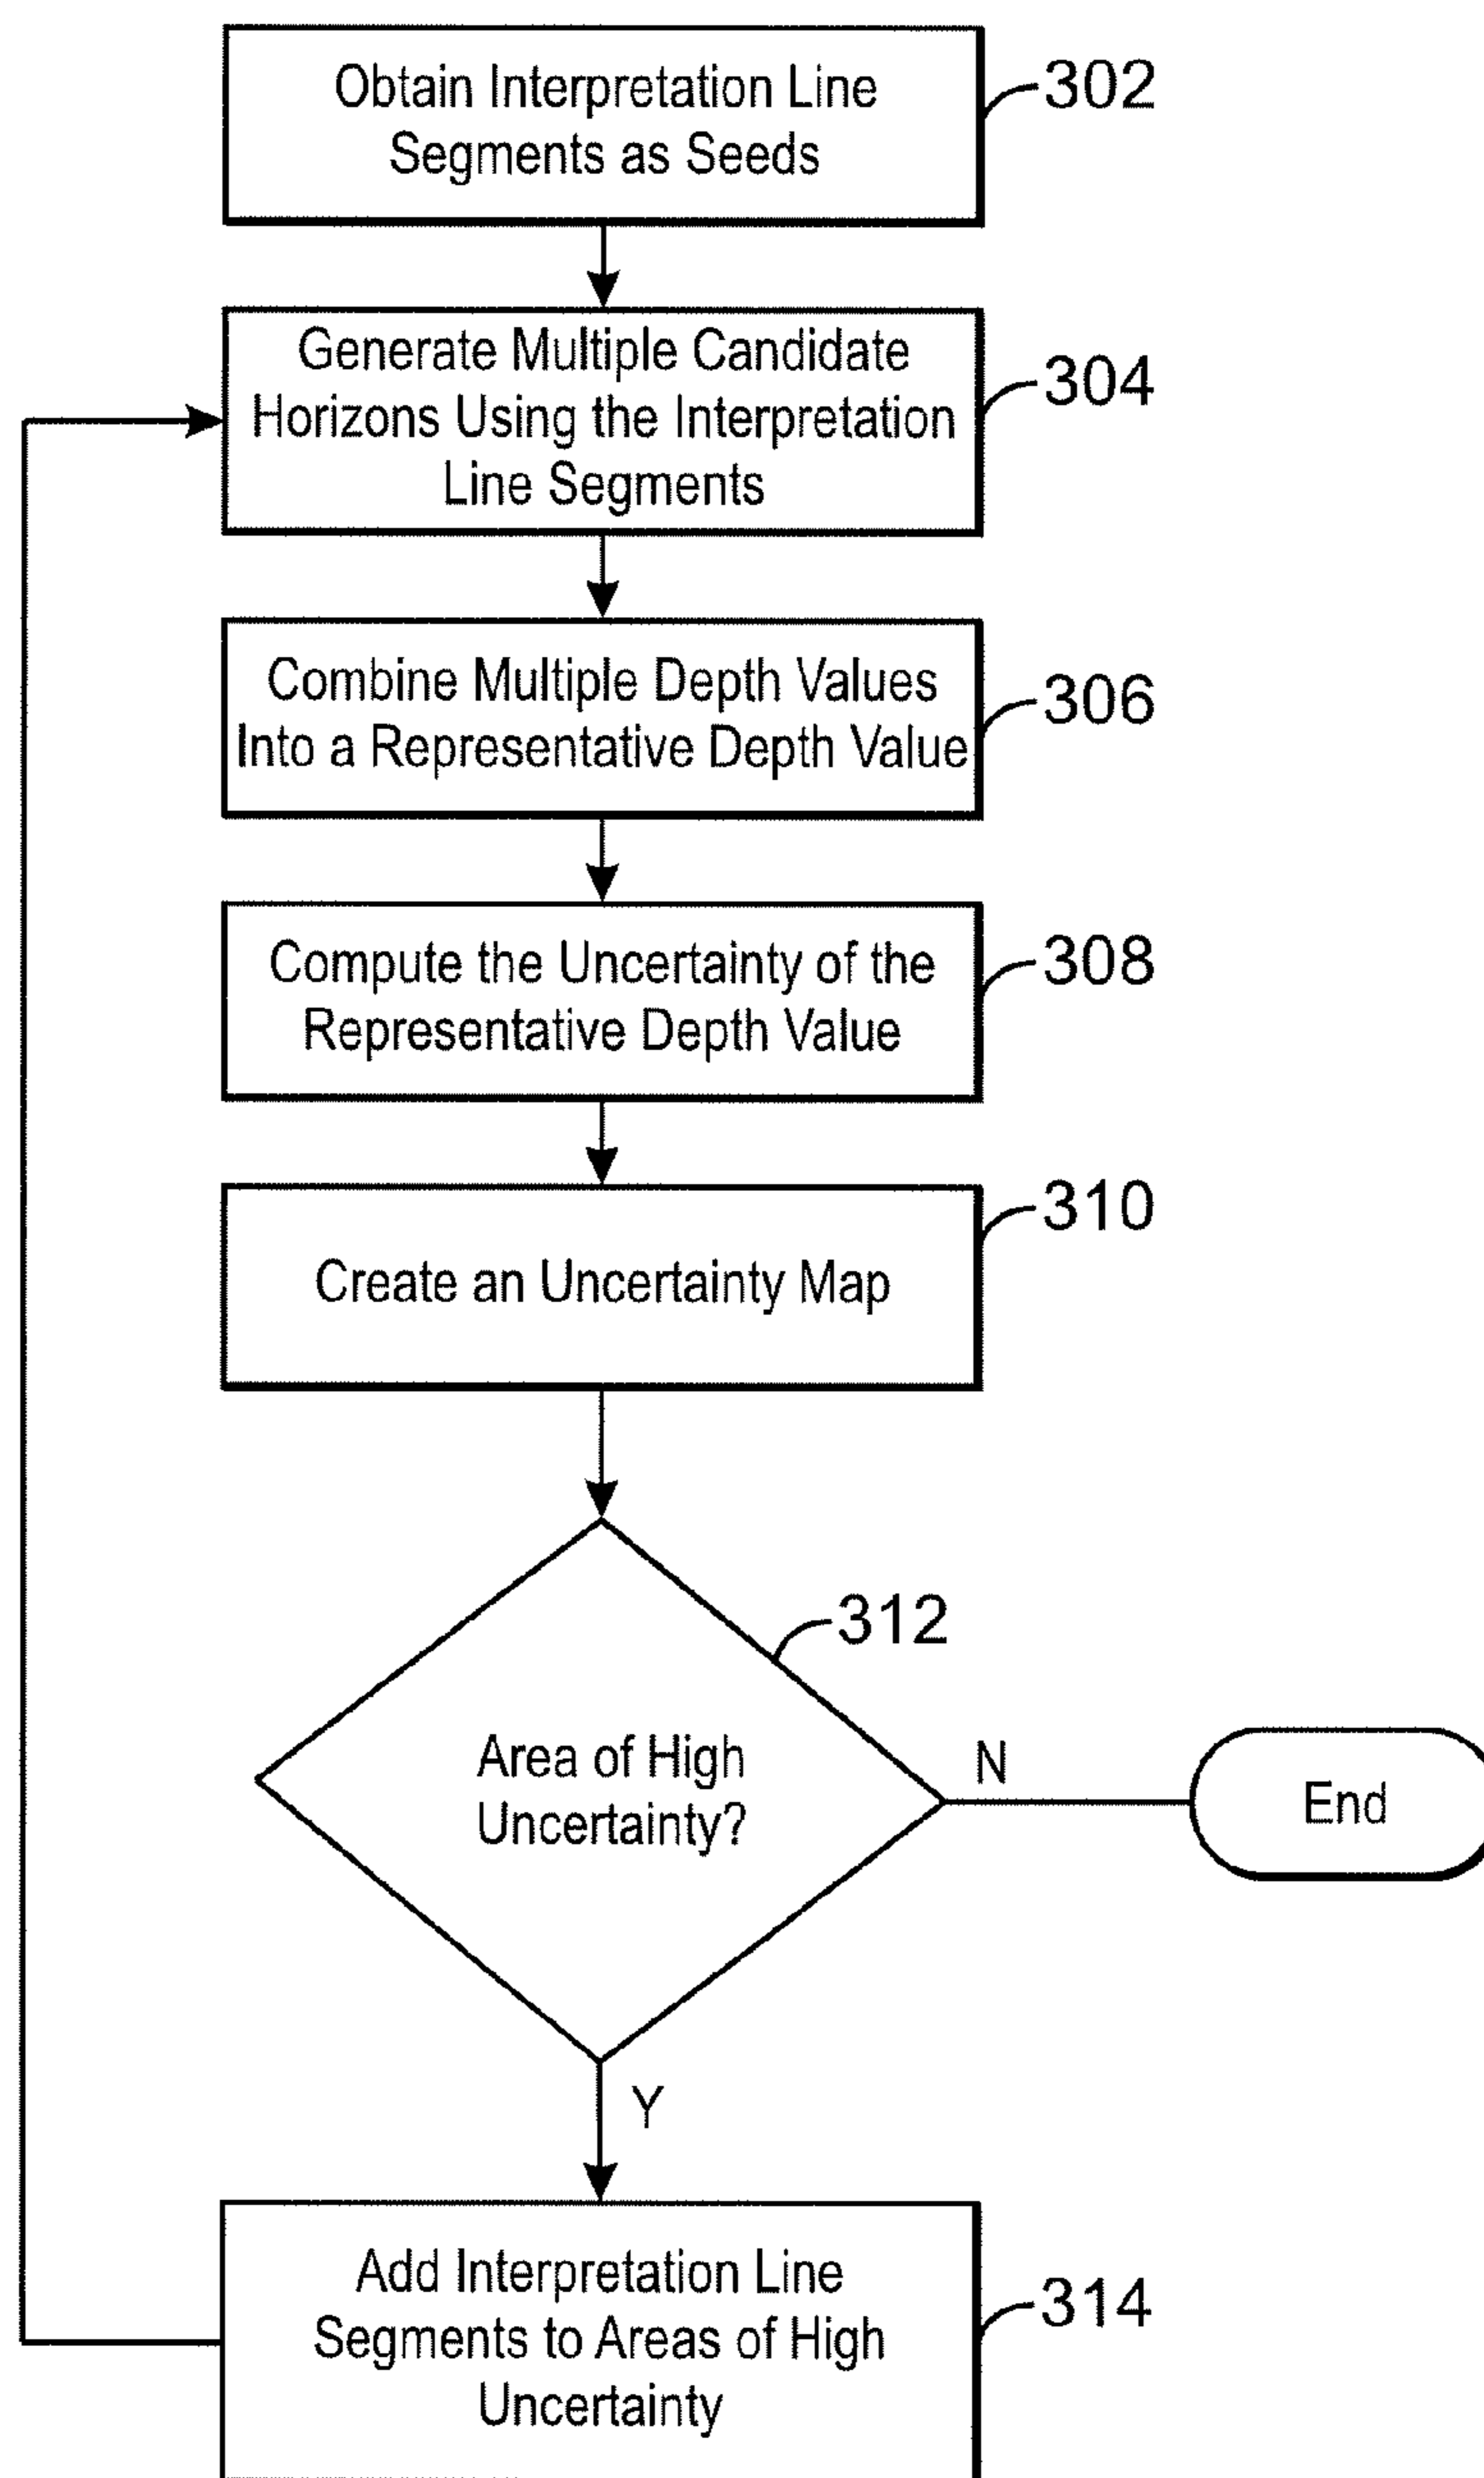 Obtain Interpretation Line
Segments as Seeds
302
Generate Multiple Candidate
Horizons Using the Interpretation
Line Segments
304
Combine Multiple Depth Values
Into a Representative Depth Value
306
Compute the Uncertainty of the
Representative Depth Value
308
Create an Uncertainty Map
310
312
Area of High
Uncertainty?
N
End
Y
Add Interpretation Line
Segments to Areas of High
Uncertainty
314